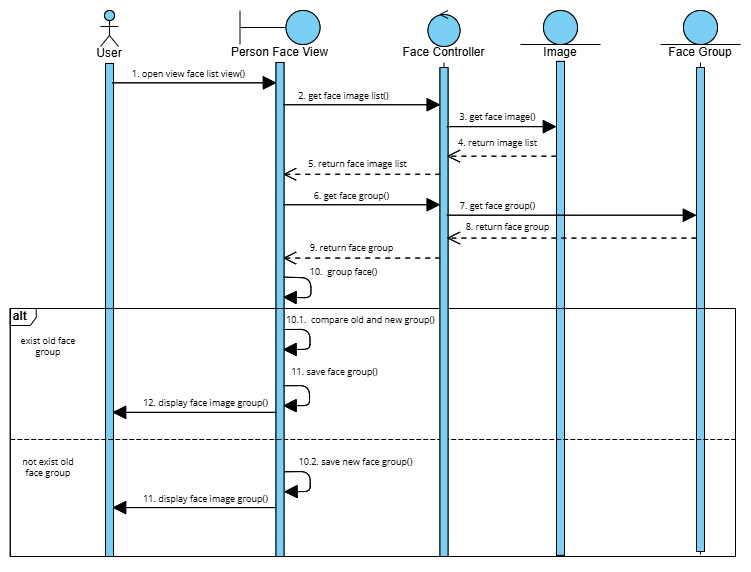 User
Person Face View
Face Controller
Image
Face Group
1. open view face list view()
2. get face image list()
3. get face image()
4. return image list
5. return face image list
6. get face group()
7. get face group()
8. return face group
9. return face group
10.  group face()
alt
exist old face
group
10.1.  compare old and new group()
11. save face group()
12. display face image group()
not exist old
face group
10.2. save new face group()
11. display face image group()